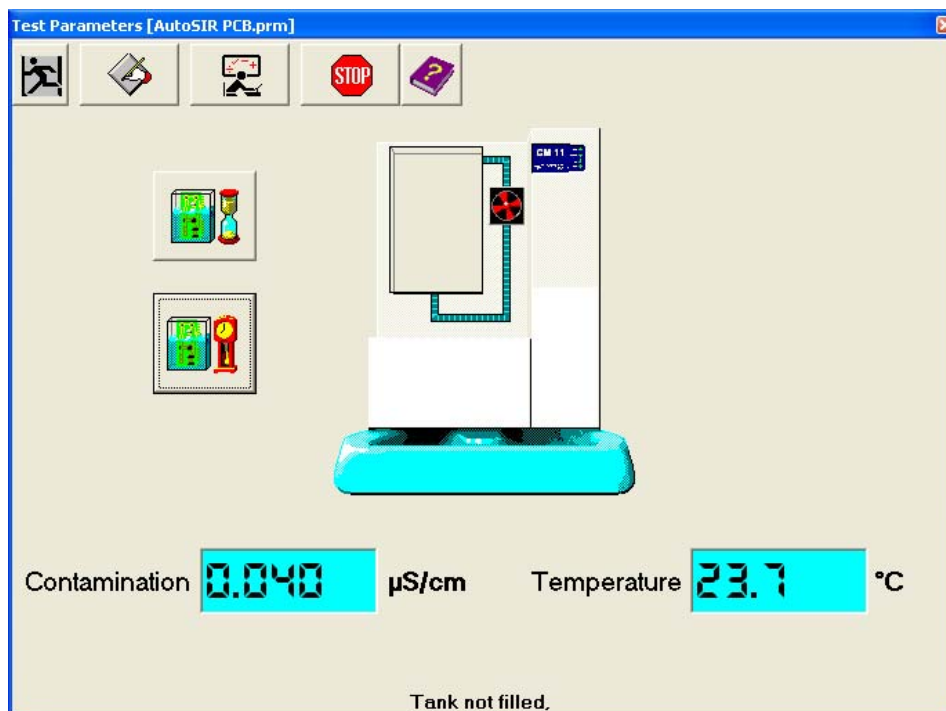 Test Parameters [AutoSIR PCB.prm]
STOP
?
CM 11
Contamination 0.040 µS/cm Temperature 23.7 °C
Tank not filled,